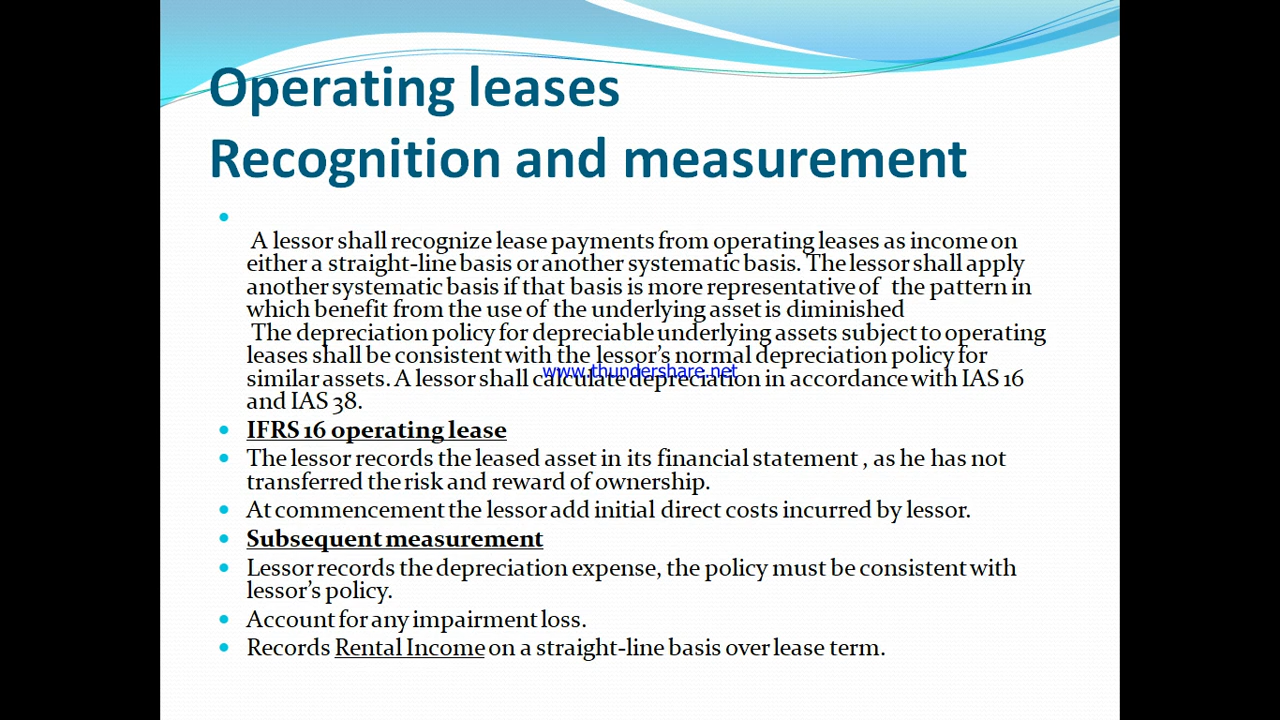 Operating leases
Recognition and measurement
A lessor shall recognize lease payments from operating leases as income on
either a straight-line basis or another systematic basis. The lessor shall apply
another systematic basis if that basis is more representative of the pattern in
which benefit from the use of the underlying asset is diminished
The depreciation policy for depreciable underlying assets subject to operating
leases shall be consistent with the lessor's normal depreciation policy for
www.thundershare.net
similar assets. A lessor shall calculate depreciation in accordance with IAS 16
and IAS 38.
IFRS 16 operating lease
The lessor records the leased asset in its financial statement , as he has not
transferred the risk and reward of ownership.
At commencement the lessor add initial direct costs incurred by lessor.
Subsequent measurement
Lessor records the depreciation expense, the policy must be consistent with
lessor's policy.
Account for any impairment loss.
Records Rental Income on a straight-line basis over lease term.